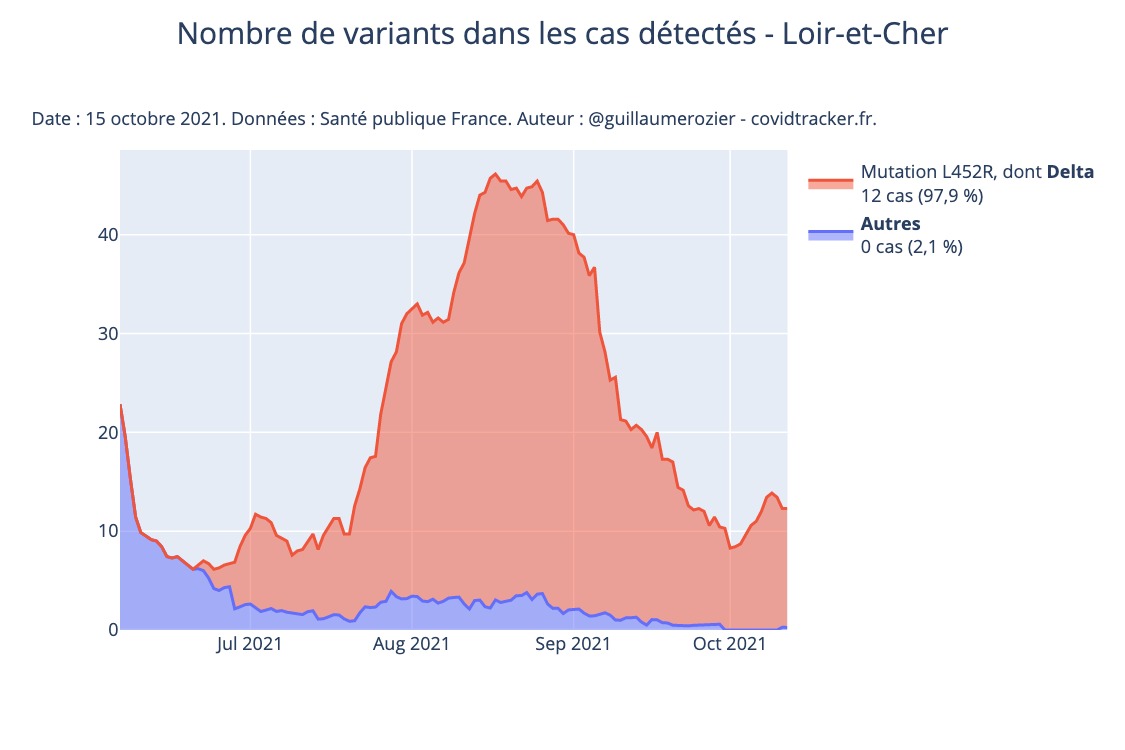 Nombre de variants dans les cas détectés - Loir-et-Cher
Date : 15 octobre 2021. Données : Santé publique France. Auteur : @guillaumerozier - covidtracker.fr.
Mutation L452R, dont Delta
12 cas (97,9 %)
Autres
0 cas (2,1 %)
40
30
20
10
0
Jul 2021
Aug 2021
Sep 2021
Oct 2021